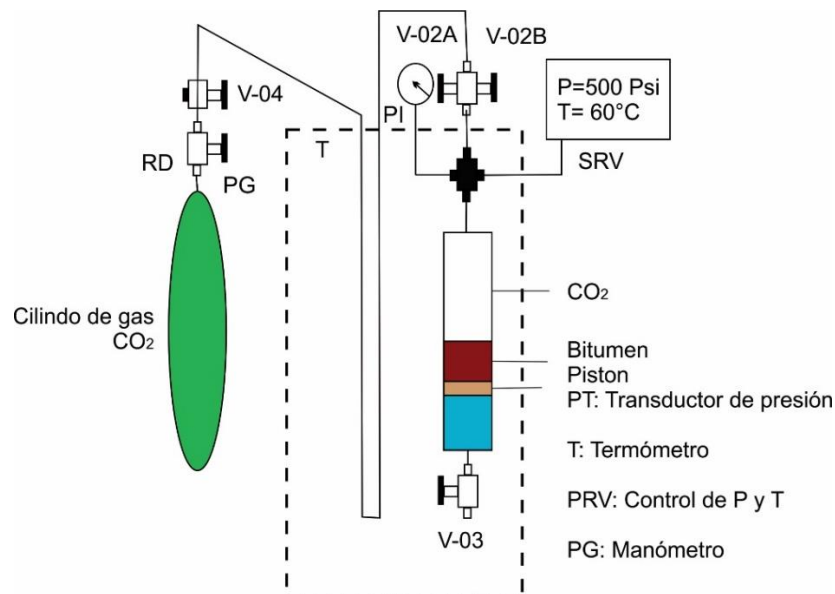 V-02A
V-02B
V-04
P=500 Psi
T= 60°C
PI
RD
PG
T
SRV
Cilindo de gas
CO2
CO2
Bitumen
Piston
PT: Transductor de presión
T: Termómetro
PRV: Control de P y T
PG: Manómetro
V-03